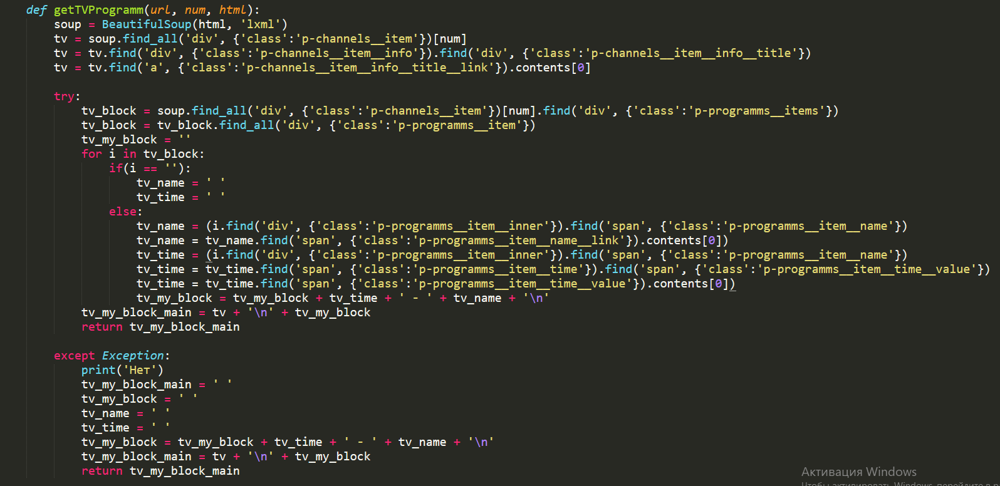 def getTVProgramm(url, num, html):
    soup = BeautifulSoup(html, 'lxml')
    tv = soup.find_all('div', {'class':'p-channels__item'})[num]
    tv = tv.find('div', {'class':'p-channels__item__info'}).find('div', {'class':'p-channels__item__info__title'})
    tv = tv.find('a', {'class':'p-channels__item__info__title__link'}).contents[0]

    try:
        tv_block = soup.find_all('div', {'class':'p-channels__item'})[num].find('div', {'class':'p-programms__items'})
        tv_block = tv_block.find_all('div', {'class':'p-programms__item'})
        tv_my_block = ''
        for i in tv_block:
            if(i == ''):
                tv_name = ' '
                tv_time = ' '
            else:
                tv_name = (i.find('div', {'class':'p-programms__item__inner'}).find('span', {'class':'p-programms__item__name'})
                tv_name = tv_name.find('span', {'class':'p-programms__item__name__link'}).contents[0])
                tv_time = (i.find('div', {'class':'p-programms__item__inner'}).find('span', {'class':'p-programms__item__name'})
                tv_time = tv_time.find('span', {'class':'p-programms__item__time'}).find('span', {'class':'p-programms__item__time__value'})
                tv_time = tv_time.find('span', {'class':'p-programms__item__time__value'}).contents[0])
                tv_my_block = tv_my_block + tv_time + ' - ' + tv_name + '\n'
        tv_my_block_main = tv + '\n' + tv_my_block
        return tv_my_block_main

    except Exception:
        print('Нет')
        tv_my_block_main = ' '
        tv_my_block = ' '
        tv_name = ' '
        tv_time = ' '
        tv_my_block = tv_my_block + tv_time + ' - ' + tv_name + '\n'
        tv_my_block_main = tv + '\n' + tv_my_block
        return tv_my_block_main
Активация Windows
Чтобы активировать Windows, перейдите в